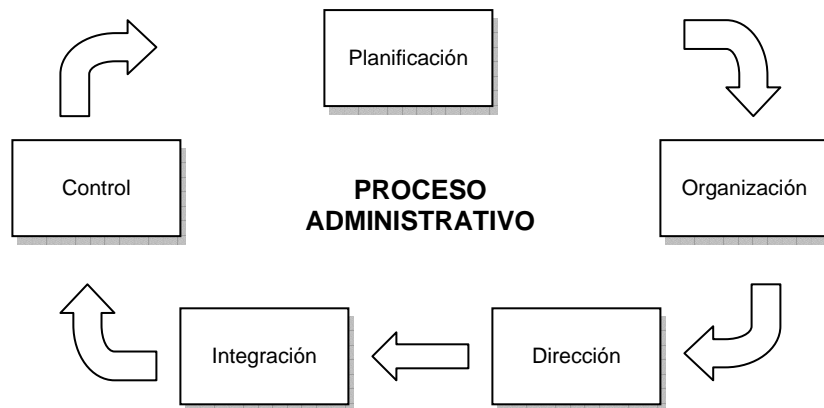 Planificación
Control
PROCESO
ADMINISTRATIVO
Organización
Integración
Dirección